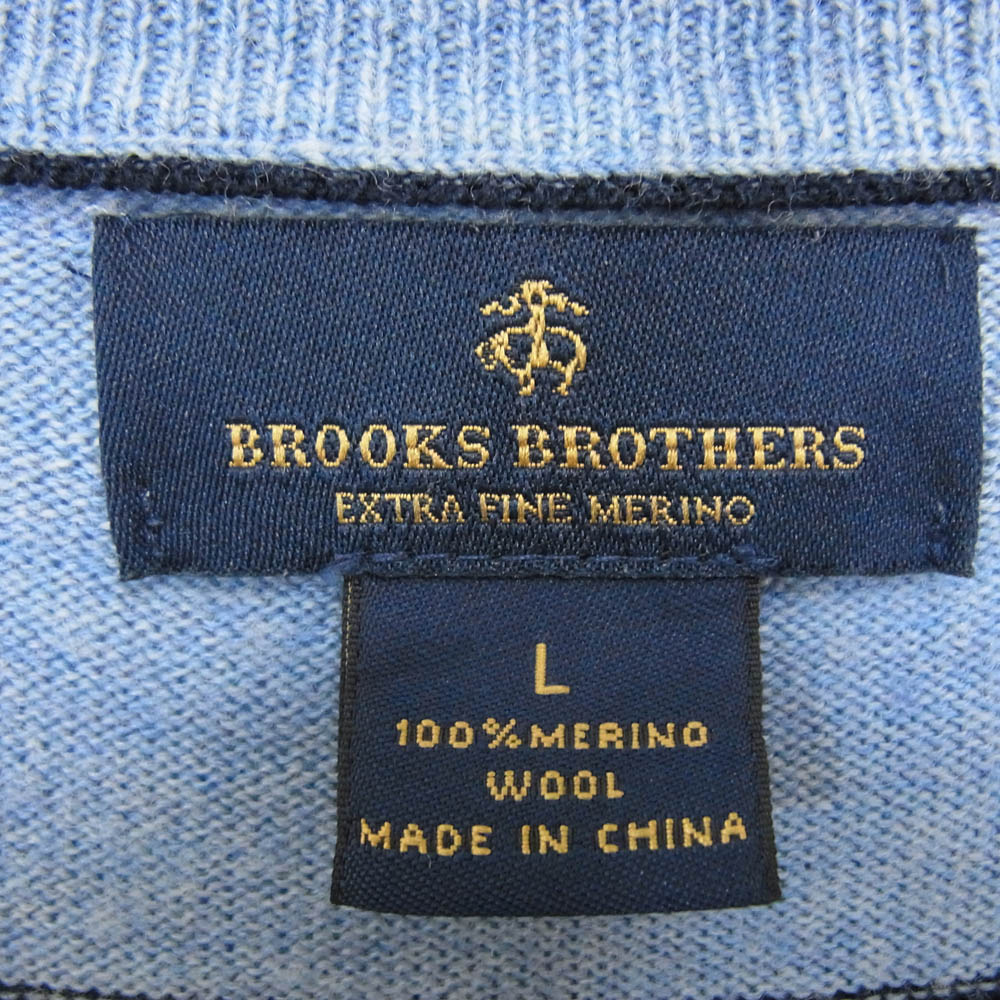 BROOKS BROTHERS
EXTRA FINE MERINO
L
100% MERINO
WOOL
MADE IN CHINA